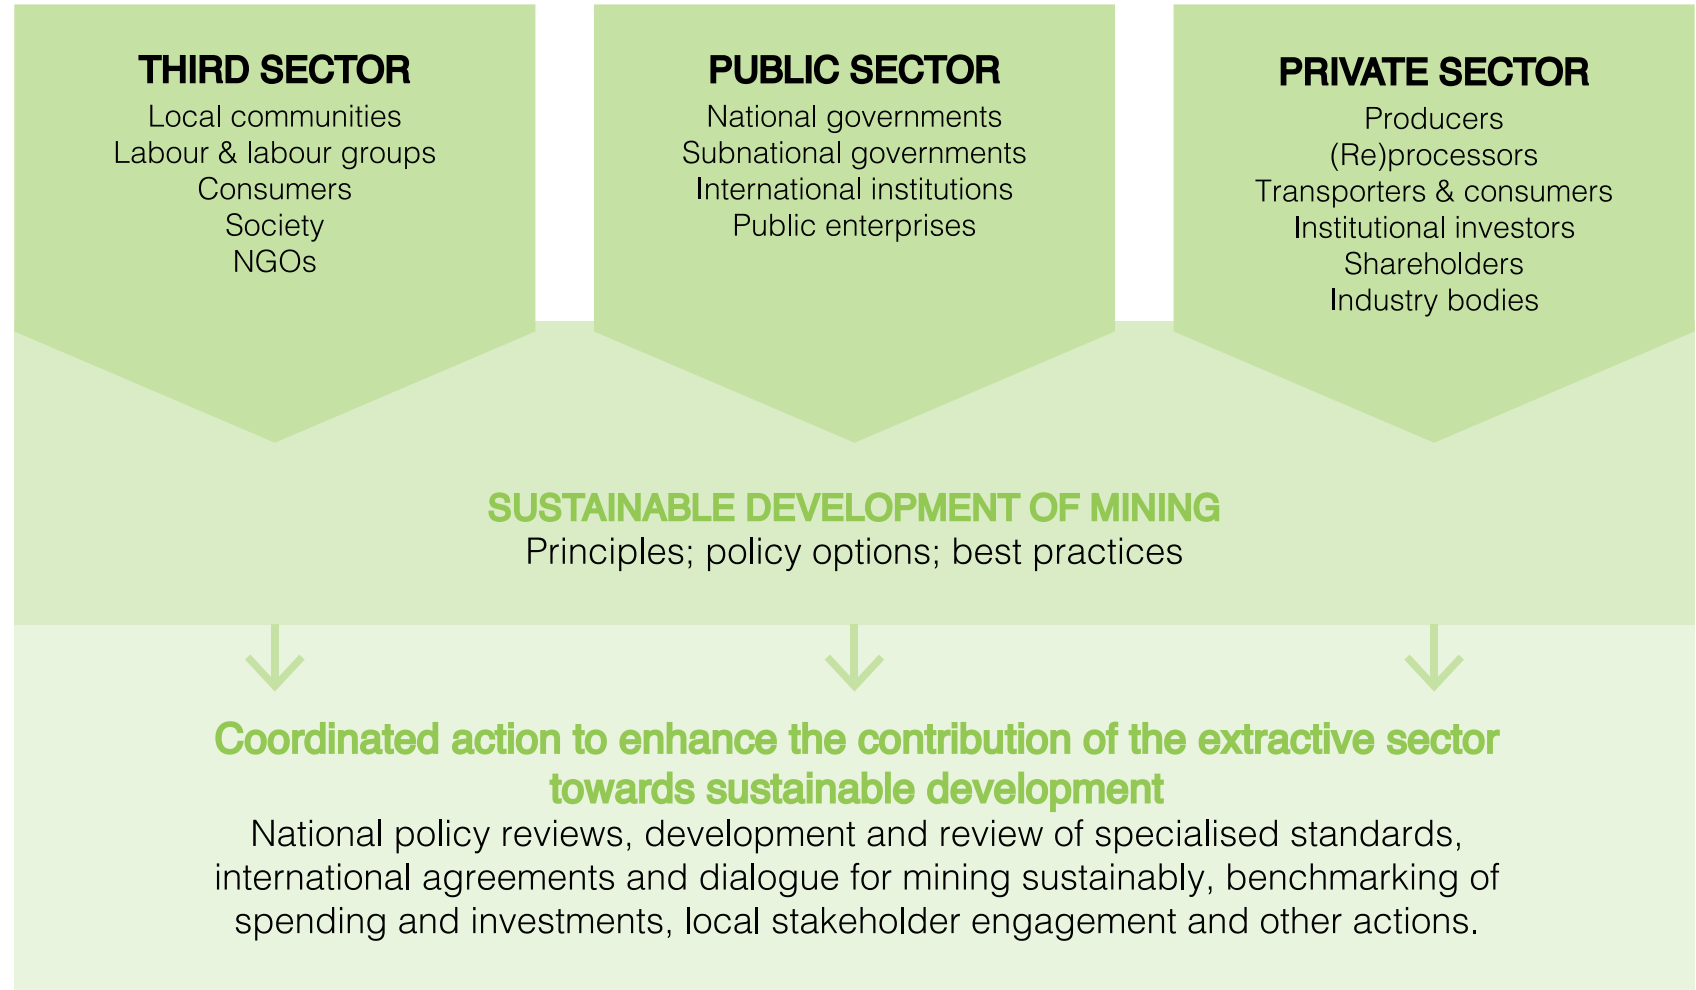 THIRD SECTOR
Local communities
Labour & labour groups
Consumers
Society
NGOs
PUBLIC SECTOR
National governments
Subnational governments
International institutions
Public enterprises
PRIVATE SECTOR
Producers
(Re)processors
Transporters & consumers
Institutional investors
Shareholders
Industry bodies
SUSTAINABLE DEVELOPMENT OF MINING
Principles; policy options; best practices
Coordinated action to enhance the contribution of the extractive sector
towards sustainable development
National policy reviews, development and review of specialised standards,
international agreements and dialogue for mining sustainably, benchmarking of
spending and investments, local stakeholder engagement and other actions.